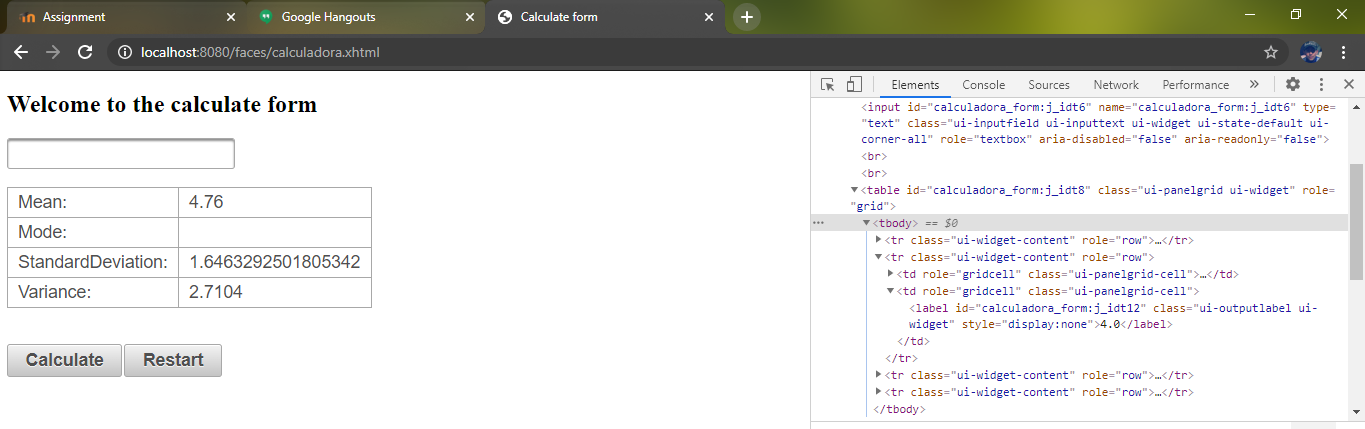 Assignment
Google Hangouts
Calculate form
localhost:8080/faces/calculadora.xhtml
Welcome to the calculate form
Mean: 4.76
Mode:
StandardDeviation: 1.6463292501805342
Variance: 2.7104
Calculate Restart
Elements Console Sources Network Performance »
<input id="calculadora_form:j_idt6" name="calculadora_form:j_idt6" type=
"text" class="ui-inputfield ui-inputtext ui-widget ui-state-default ui-
corner-all" role="textbox" aria-disabled="false" aria-readonly="false">
<br>
<br>
▼<table id="calculadora_form:j_idt8" class="ui-panelgrid ui-widget" role=
"grid">
… ▼<tbody> == $0
▶<tr class="ui-widget-content" role="row">…</tr>
▼<tr class="ui-widget-content" role="row">
▶<td role="gridcell" class="ui-panelgrid-cell">…</td>
▼<td role="gridcell" class="ui-panelgrid-cell">
<label id="calculadora_form:j_idt12" class="ui-outputlabel ui-
widget" style="display:none">4.0</label>
</td>
</tr>
▶<tr class="ui-widget-content" role="row">…</tr>
▶<tr class="ui-widget-content" role="row">…</tr>
</tbody>